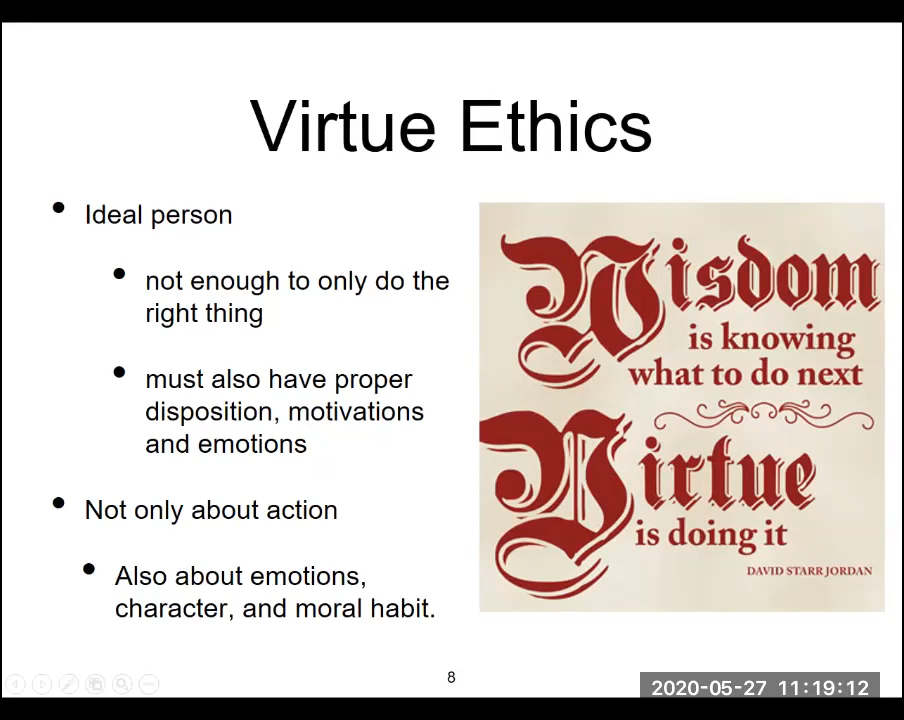 Virtue Ethics
• Ideal person
• not enough to only do the
right thing
• must also have proper
disposition, motivations
and emotions
• Not only about action
• Also about emotions,
character, and moral habit.
Wisdom
is knowing
what to do next
Virtue
is doing it
DAVID STARR JORDAN
8
2020-05-27 11:19:12